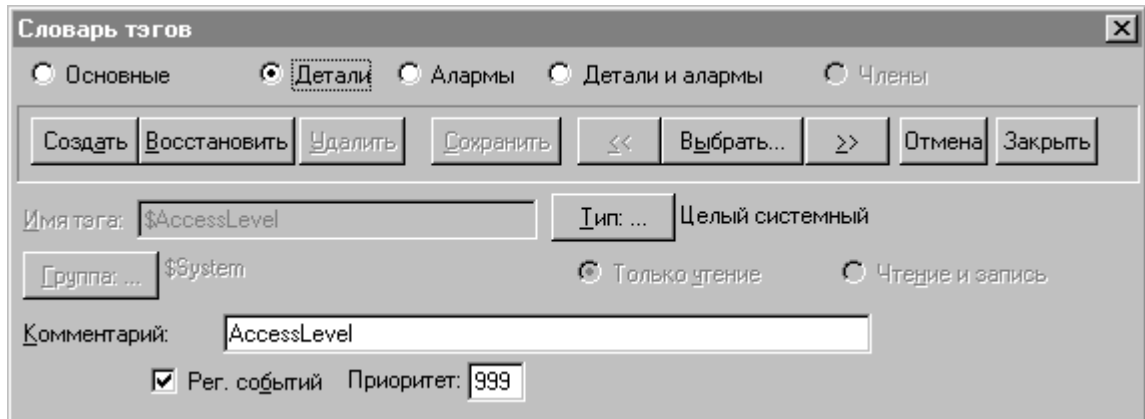 Словарь тэгов
Основные Детали Алармы Детали и алармы Члены
Создать Восстановить Удалить Сохранить << Выбрать... >> Отмена Закрыть
Имя тэга: $AccessLevel Тип: ... Целый системный
Группа: ... $System Только чтение Чтение и запись
Комментарий: AccessLevel
Рег. событий Приоритет: 999